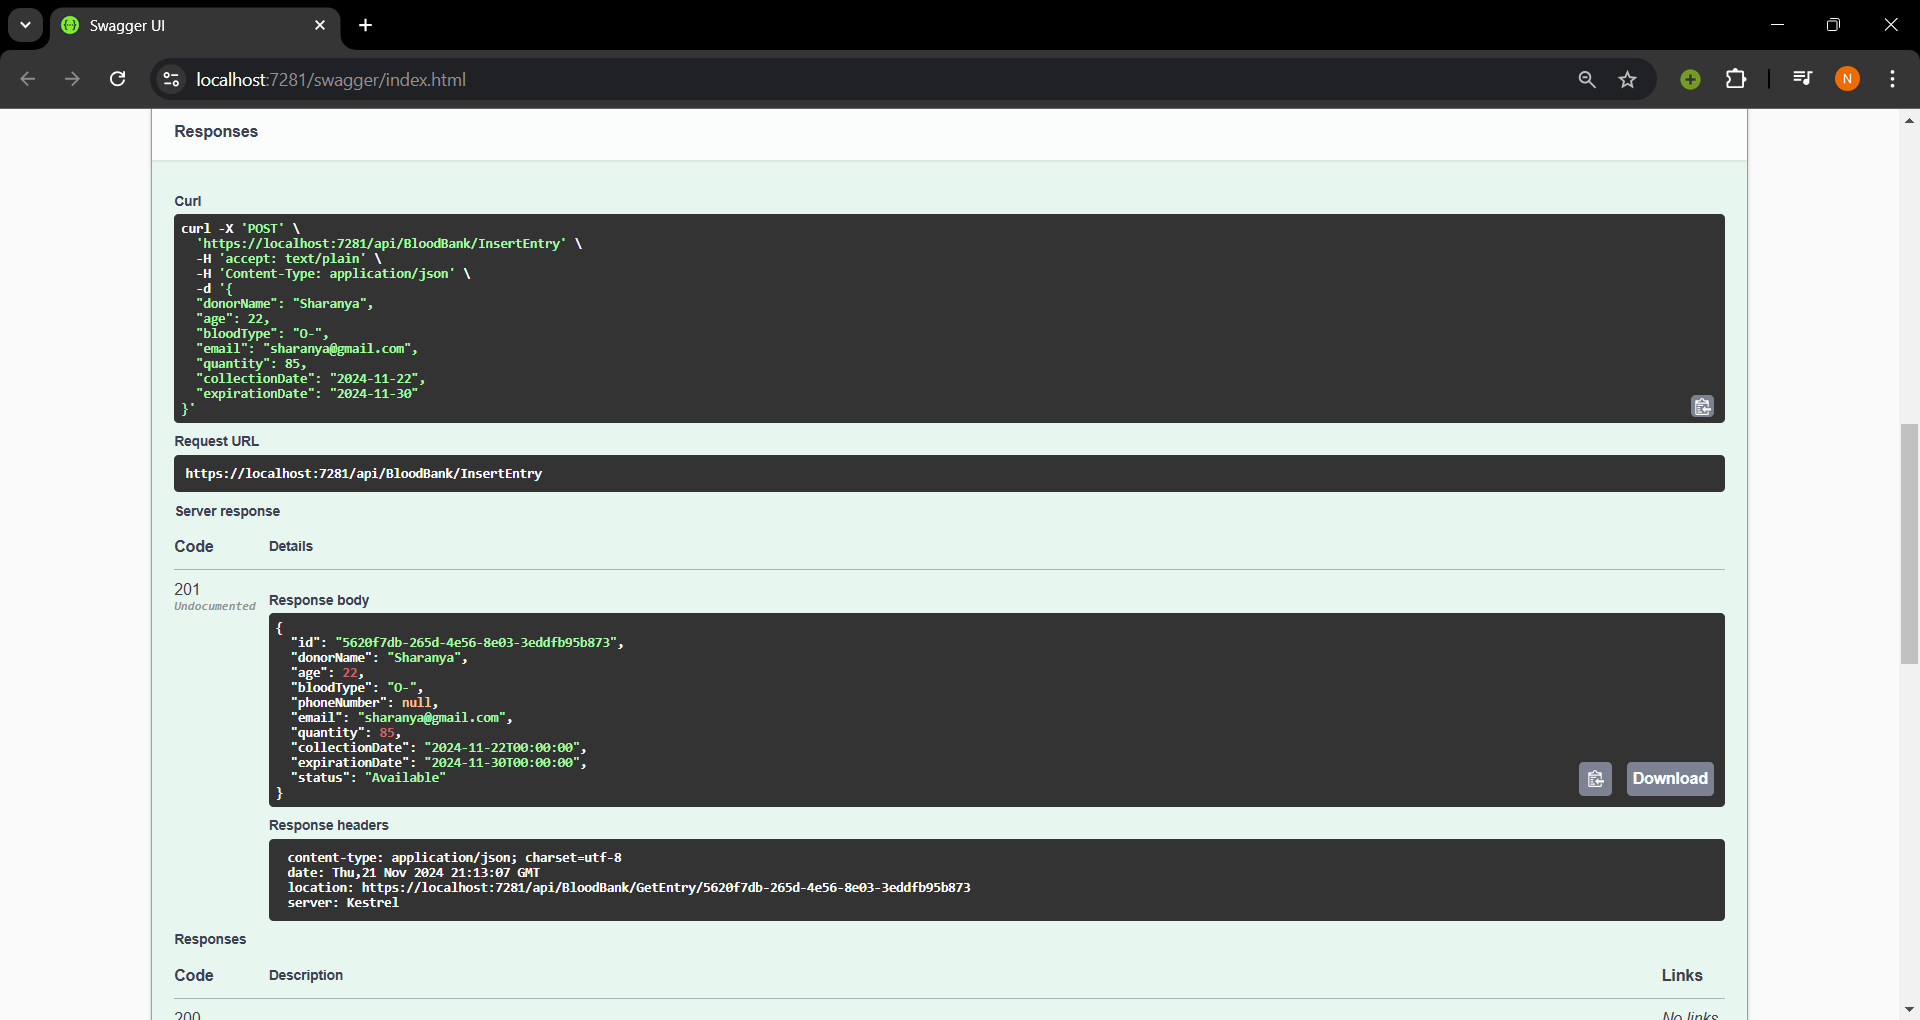 Swagger UI
localhost:7281/swagger/index.html
N
Responses
Curl
curl -X 'POST' \
'https://localhost:7281/api/BloodBank/InsertEntry' \
-H 'accept: text/plain' \
-H 'Content-Type: application/json' \
-d '{
"donorName": "Sharanya",
"age": 22,
"bloodType": "O-",
"email": "sharanya@gmail.com",
"quantity": 85,
"collectionDate": "2024-11-22",
"expirationDate": "2024-11-30"
}'
Request URL
https://localhost:7281/api/BloodBank/InsertEntry
Server response
Code Details
201
Undocumented
Response body
{
"id": "5620f7db-265d-4e56-8e03-3eddfb95b873",
"donorName": "Sharanya",
"age": 22,
"bloodType": "O-",
"phoneNumber": null,
"email": "sharanya@gmail.com",
"quantity": 85,
"collectionDate": "2024-11-22T00:00:00",
"expirationDate": "2024-11-30T00:00:00",
"status": "Available"
}
Download
Response headers
content-type: application/json; charset=utf-8
date: Thu,21 Nov 2024 21:13:07 GMT
location: https://localhost:7281/api/BloodBank/GetEntry/5620f7db-265d-4e56-8e03-3eddfb95b873
server: Kestrel
Responses
Code Description Links
200 No links